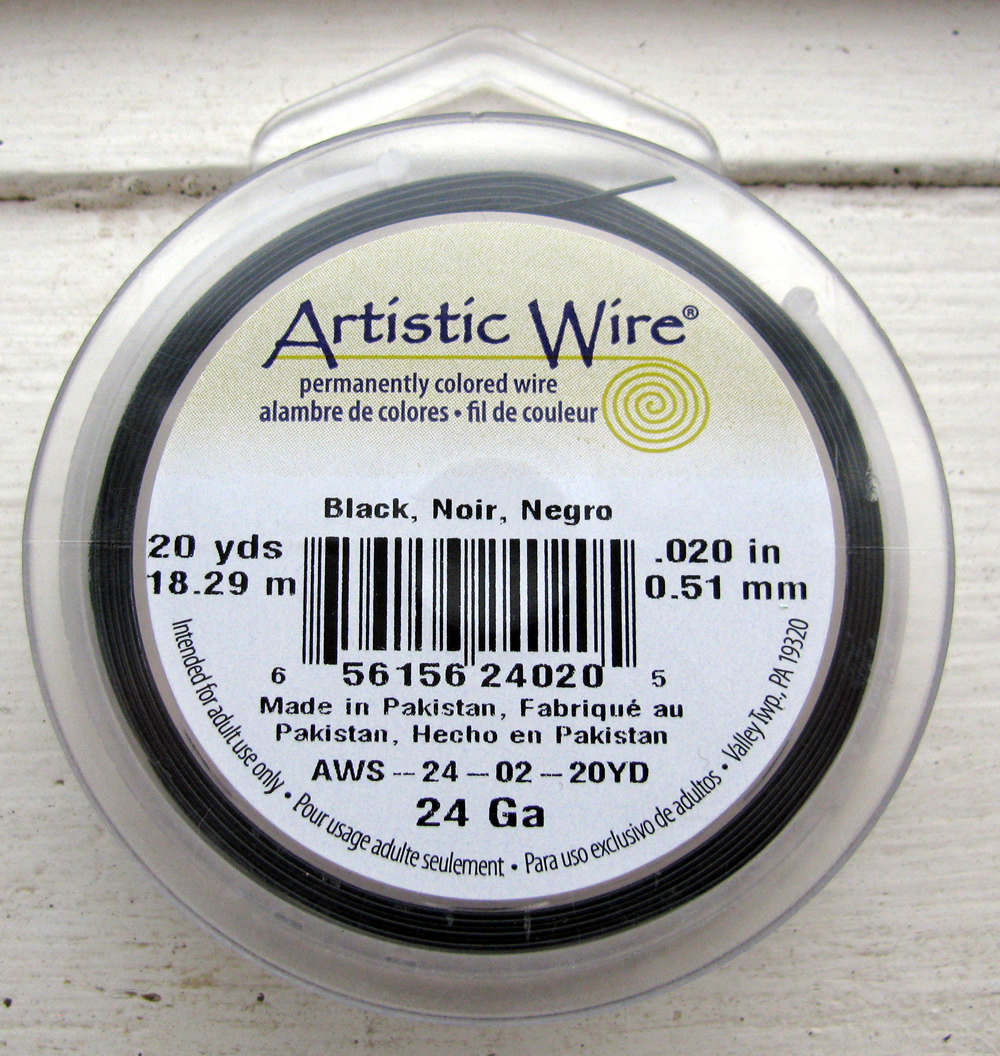 Artistic Wire®
permanently colored wire
alambre de colores • fil de couleur
Black, Noir, Negro
20 yds
18.29 m
.020 in
0.51 mm
6 56156 24020 5
Made in Pakistan, Fabriqué au
Pakistan, Hecho en Pakistan
AWS--24--02--20YD
24 Ga
Intended for adult use only • Pour usage adulte seulement • Para uso exclusivo de adultos • Valley Twp., PA 19320